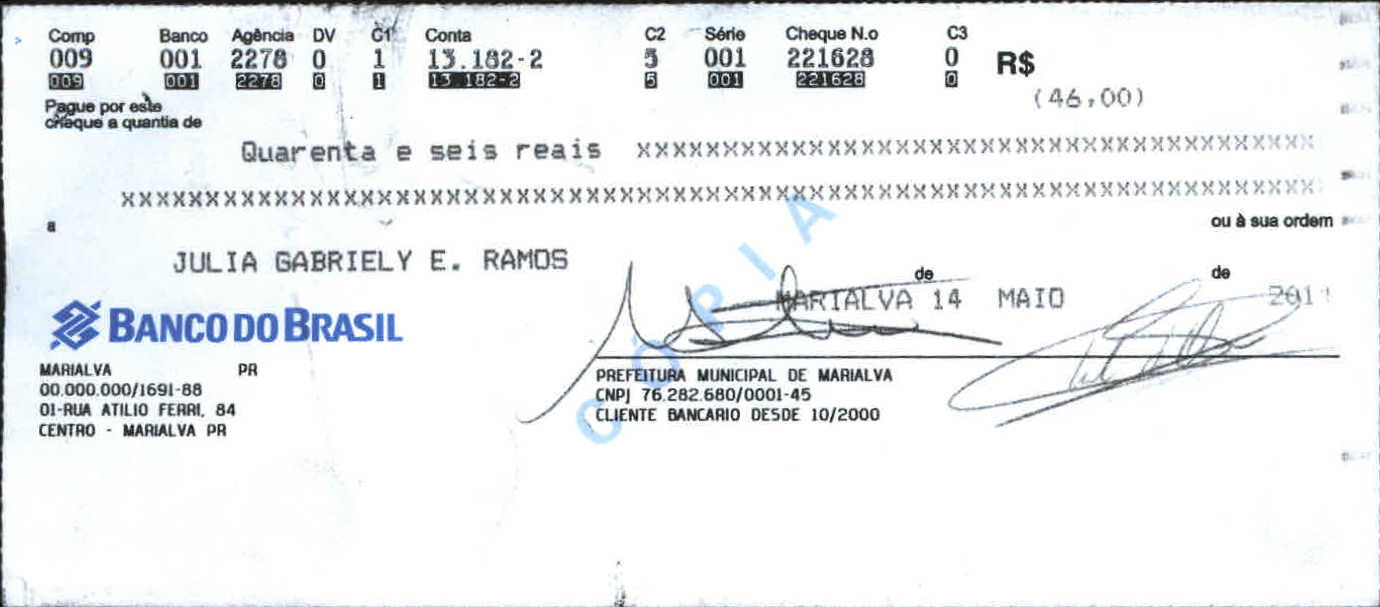 Comp Banco Agência DV C1 Conta C2 Série Cheque N.o C3
009 001 2278 0 1 13.182-2 5 001 221628 0 R$
009 001 2278 0 1 13.182-2 5 001 221628 0
(46,00)
Pague por este
cheque a quantia de
Quarenta e seis reais xxxxxxxxxxxxxxxxxxxxxxxxxxxxxxxxxxxxxxxx
xxxxxxxxxxxxxxxxxxxxxxxxxxxxxxxxxxxxxxxxxxxxxxxxxxxxxxxxxxxxxxxxxxxxxx
a ou à sua ordem
JULIA GABRIELY E. RAMOS
de de
MARIALVA 14 MAIO
BANCO DO BRASIL
CÓPIA
MARIALVA PR
00.000.000/1691-88
01-RUA ATILIO FERRI, 84
CENTRO - MARIALVA PR
PREFEITURA MUNICIPAL DE MARIALVA
CNPJ 76.282.680/0001-45
CLIENTE BANCARIO DESDE 10/2000